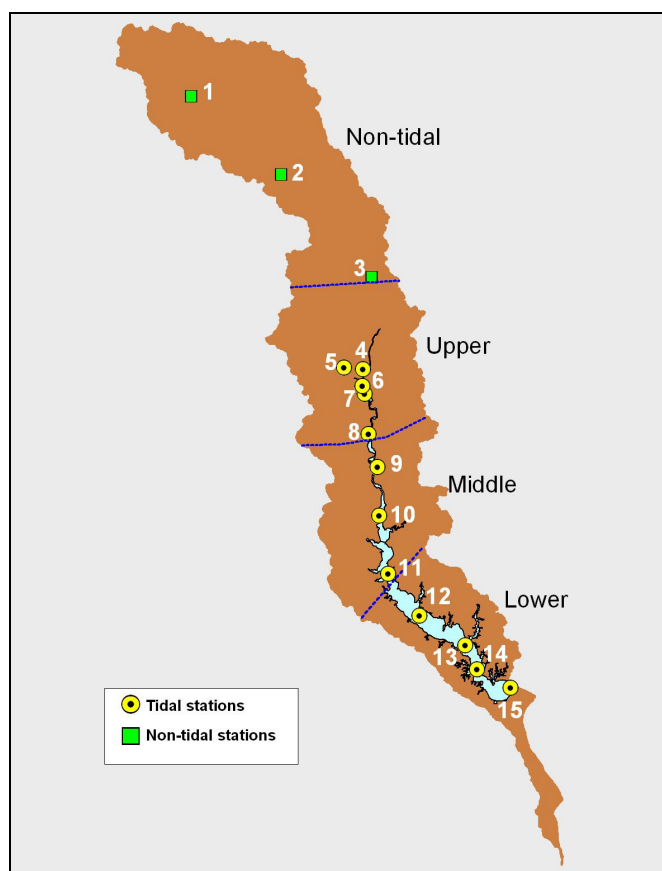 1
Non-tidal
2
3
Upper
5
4
6
7
8
9
Middle
10
11
12
Lower
13
14
15
Tidal stations
Non-tidal stations